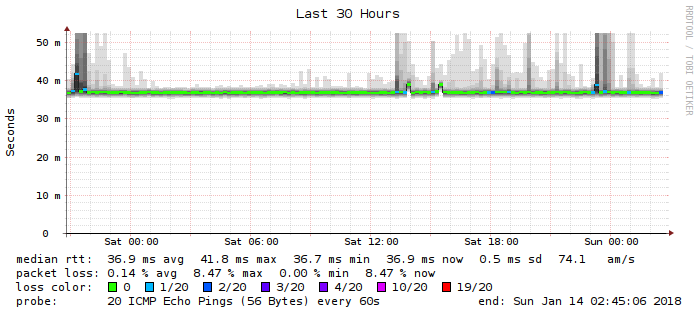 Last 30 Hours
RRDTOOL / TOBI OETIKER
Seconds
50 m
40 m
30 m
20 m
10 m
0
Sat 00:00 Sat 06:00 Sat 12:00 Sat 18:00 Sun 00:00
median rtt: 36.9 ms avg 41.8 ms max 36.7 ms min 36.9 ms now 0.5 ms sd 74.1 am/s
packet loss: 0.14 % avg 8.47 % max 0.00 % min 8.47 % now
loss color: 0 1/20 2/20 3/20 4/20 10/20 19/20
probe: 20 ICMP Echo Pings (56 Bytes) every 60s end: Sun Jan 14 02:45:06 2018